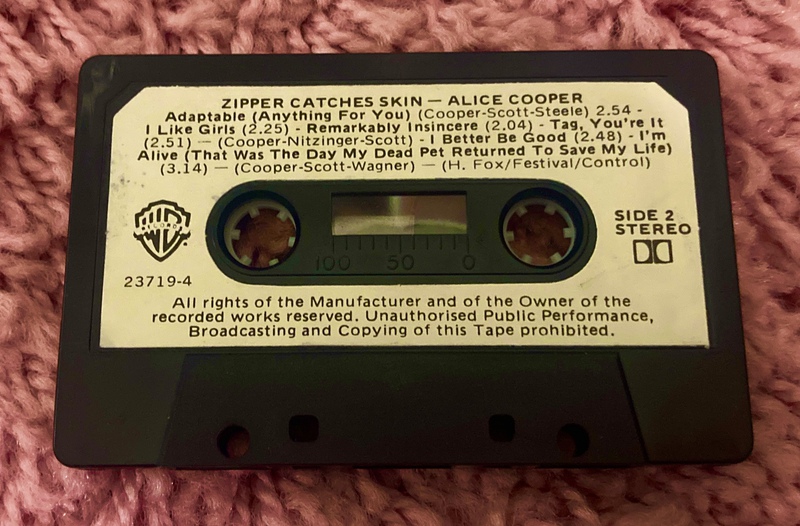 ZIPPER CATCHES SKIN — ALICE COOPER
Adaptable (Anything For You) (Cooper-Scott-Steele) 2.54 -
I Like Girls (2.25) - Remarkably Insincere (2.04) - Tag, You're It
(2.51) — (Cooper-Nitzinger-Scott) - I Better Be Good (2.48) - I'm
Alive (That Was The Day My Dead Pet Returned To Save My Life)
(3.14) — (Cooper-Scott-Wagner) — (H. Fox/Festival/Control)
RECORDS
SIDE 2
STEREO
100 50 0
23719-4
All rights of the Manufacturer and of the Owner of the
recorded works reserved. Unauthorised Public Performance,
Broadcasting and Copying of this Tape prohibited.